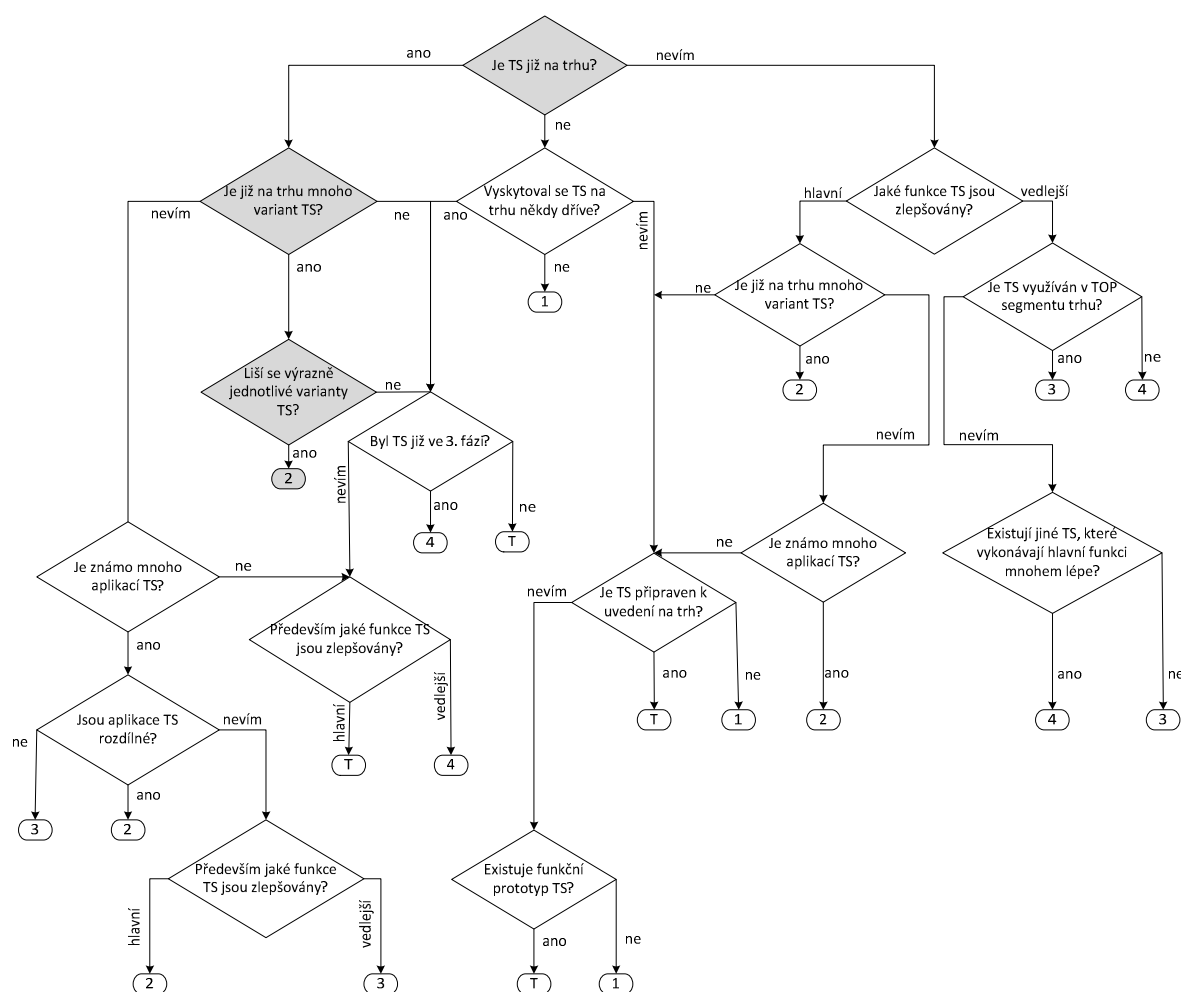 Je TS již na trhu?
ano
nevím
ne
Je již na trhu mnoho
variant TS?
nevím
ne
ano
Vyskytoval se TS na
trhu někdy dříve?
ano
nevím
ne
1
Jaké funkce TS jsou
zlepšovány?
hlavní
vedlejší
Je již na trhu mnoho
variant TS?
ne
ano
2
nevím
Je TS využíván v TOP
segmentu trhu?
ano
3
ne
4
nevím
Liší se výrazně
jednotlivé varianty
TS?
ne
ano
2
Byl TS již ve 3. fázi?
nevím
ano
4
ne
T
Je známo mnoho
aplikací TS?
ne
ano
Především jaké funkce TS
jsou zlepšovány?
hlavní
T
vedlejší
4
Je TS připraven k
uvedení na trh?
nevím
ano
T
ne
1
Je známo mnoho
aplikací TS?
ne
ano
2
Existují jiné TS, které
vykonávají hlavní funkci
mnohem lépe?
ano
4
ne
3
Jsou aplikace TS
rozdílné?
ne
3
ano
2
nevím
Především jaké funkce
TS jsou zlepšovány?
hlavní
2
vedlejší
3
Existuje funkční
prototyp TS?
ano
T
ne
1